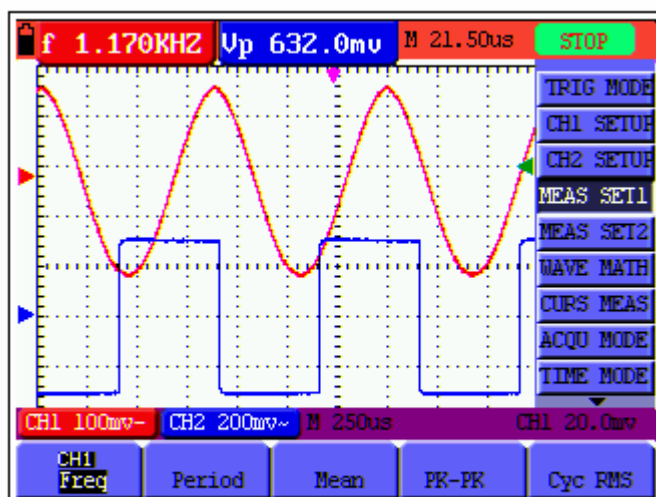 f 1.170KHZ Vp 632.0mv M 21.50us STOP
TRIG MODE
CH1 SETUP
CH2 SETUP
MEAS SET1
MEAS SET2
WAVE MATH
CURS MEAS
ACQU MODE
TIME MODE
CH1 100mv- CH2 200mv~ M 250us CH1 20.0mv
CH1
Freq Period Mean PK-PK Cyc RMS